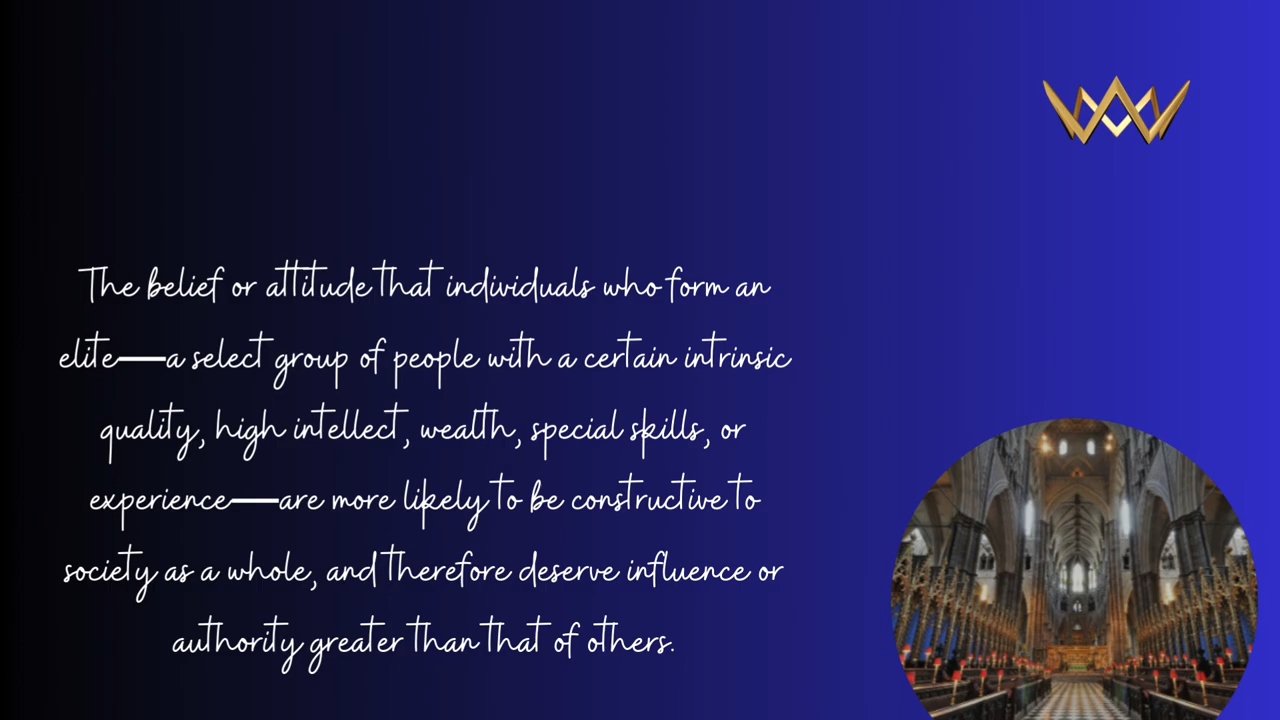 The belief or attitude that individuals who form an
elite—a select group of people with a certain intrinsic
quality, high intellect, wealth, special skills, or
experience—are more likely to be constructive to
society as a whole, and therefore deserve influence or
authority greater than that of others.